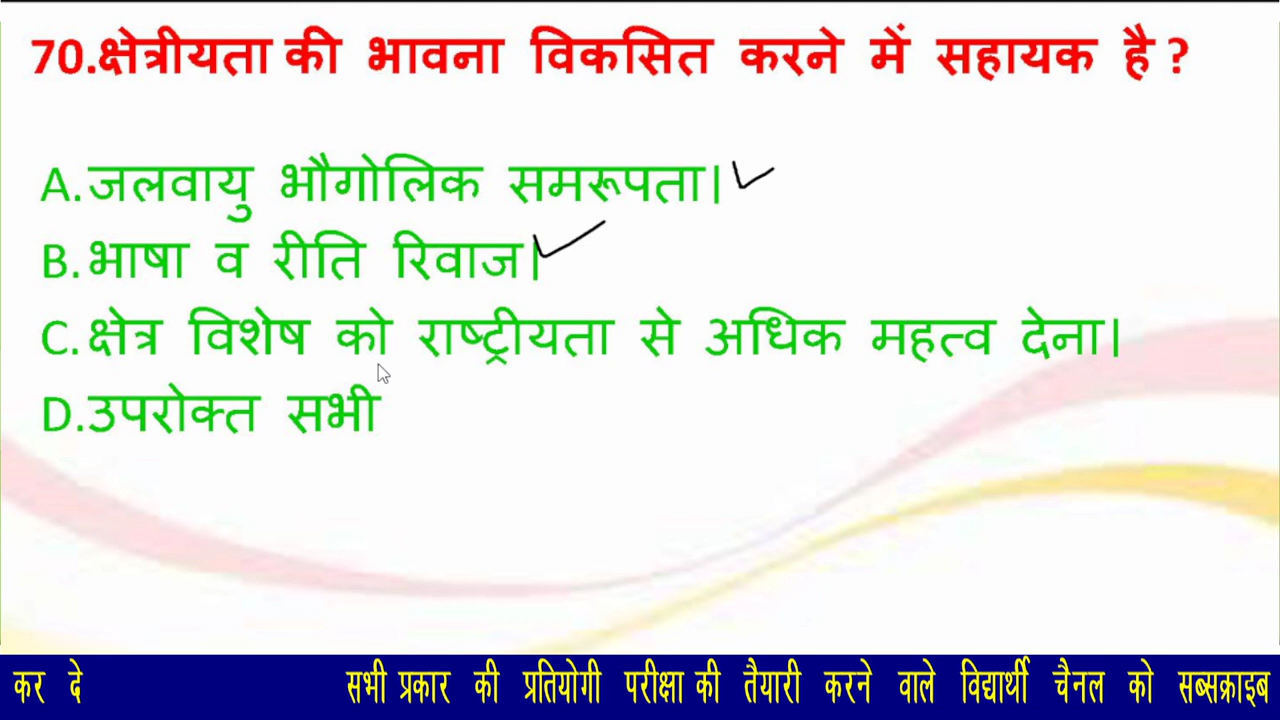 70.क्षेत्रीयता की भावना विकसित करने में सहायक है ?
A.जलवायु भौगोलिक समरूपता।
B.भाषा व रीति रिवाज।
C.क्षेत्र विशेष को राष्ट्रीयता से अधिक महत्व देना।
D.उपरोक्त सभी
कर दे सभी प्रकार की प्रतियोगी परीक्षा की तैयारी करने वाले विद्यार्थी चैनल को सब्सक्राइब